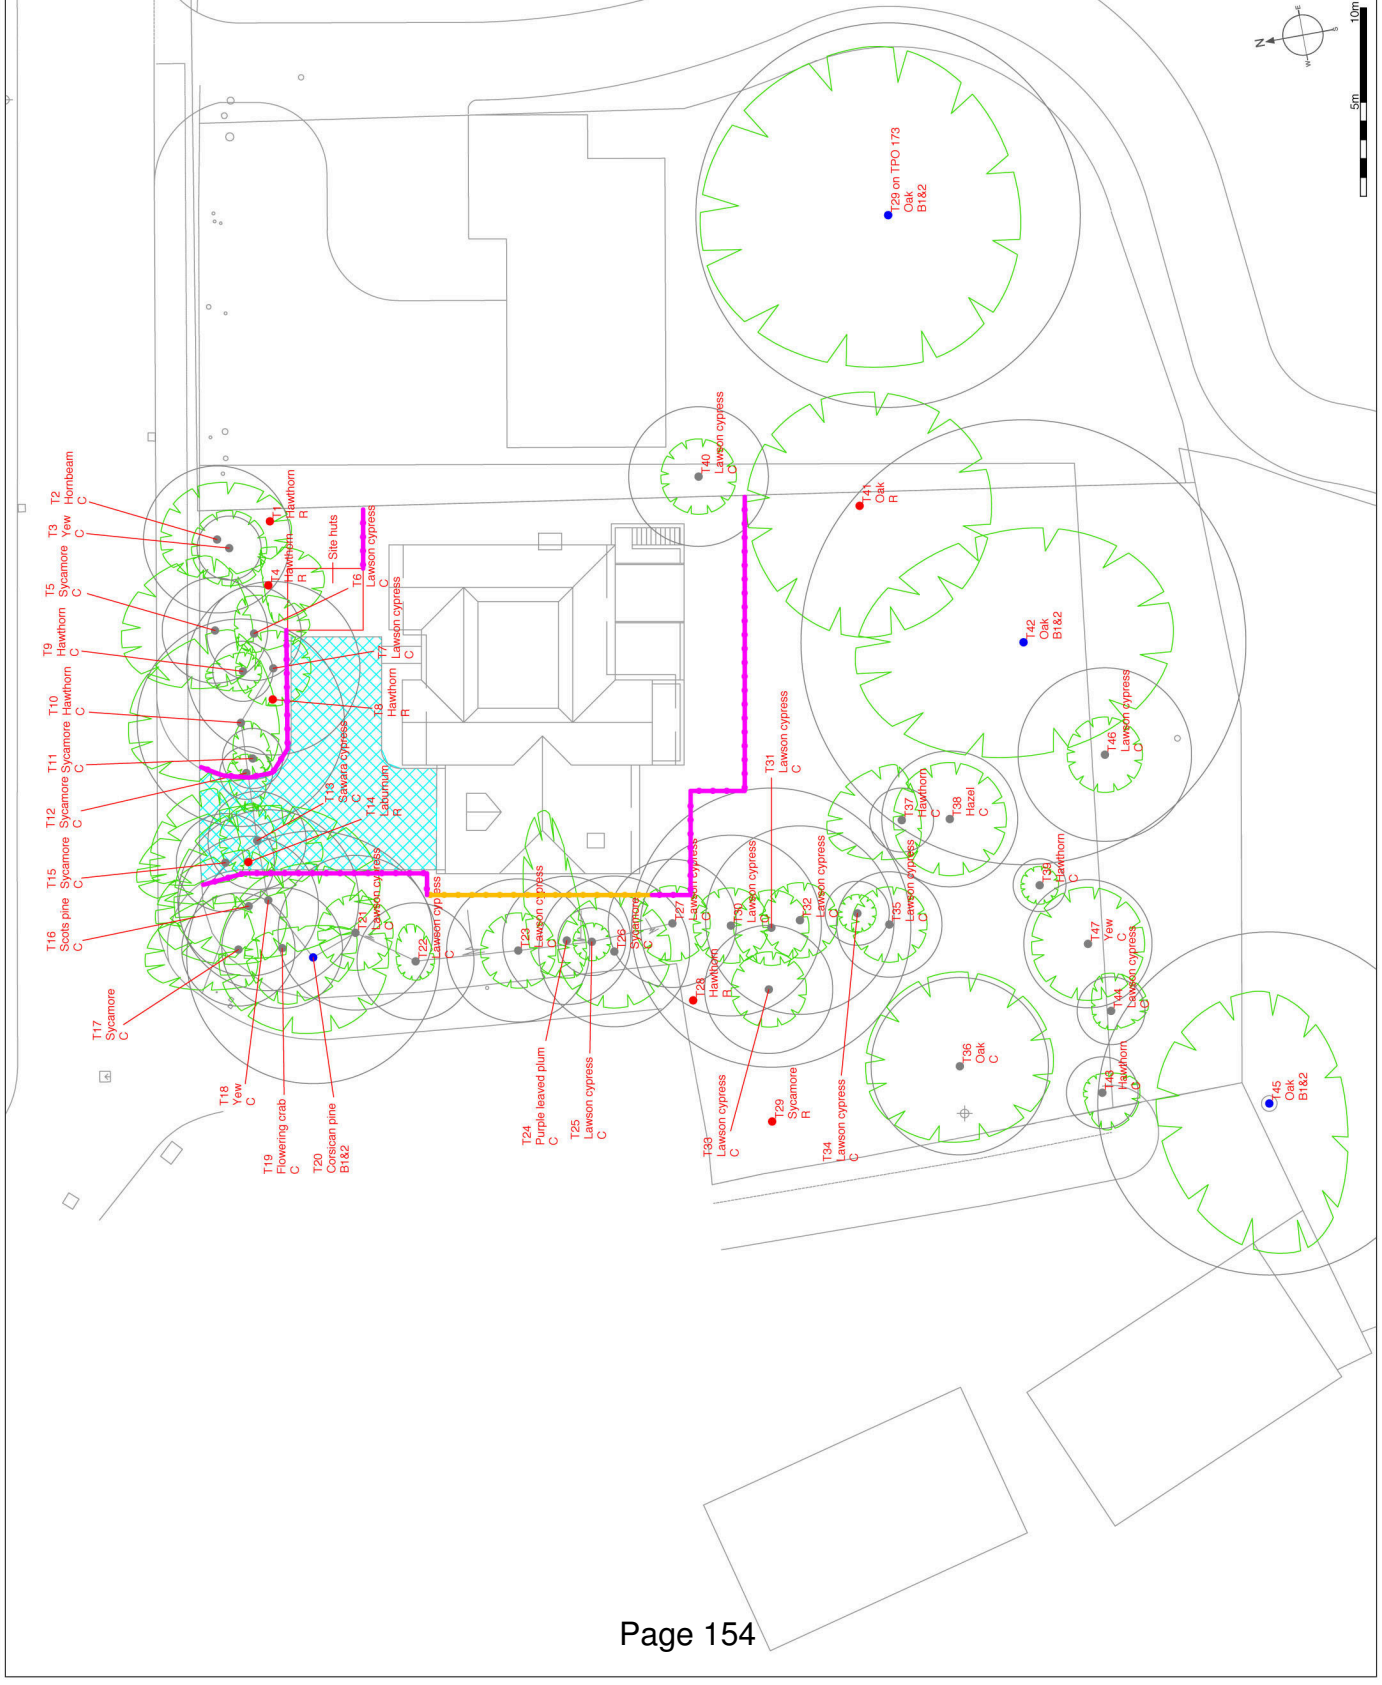 T1
Hawthorn
R
T2
Hornbeam
C
T3
Yew
C
T4
Hawthorn
R
Site huts
T5
Sycamore
C
T6
Lawson cypress
C
T7
Lawson cypress
C
T8
Hawthorn
R
T9
Hawthorn
C
T10
Hawthorn
C
T11
Sycamore
C
T12
Sycamore
C
T13
Sawara cypress
C
T14
Laburnum
R
T15
Sycamore
C
T16
Scots pine
C
T17
Sycamore
C
T18
Yew
C
T19
Flowering crab
C
T20
Corsican pine
B1&2
T21
Lawson cypress
C
T22
Lawson cypress
C
T23
Lawson cypress
C
T24
Purple leaved plum
C
T25
Lawson cypress
C
T26
Sycamore
C
T27
Lawson cypress
C
T28
Hawthorn
R
T29
Sycamore
R
T29 on TPO 173
Oak
B1&2
T30
Lawson cypress
C
T31
Lawson cypress
C
T32
Lawson cypress
C
T33
Lawson cypress
C
T34
Lawson cypress
C
T35
Lawson cypress
C
T36
Oak
C
T37
Hawthorn
C
T38
Hazel
C
T39
Hawthorn
C
T40
Lawson cypress
C
T41
Oak
R
T42
Oak
B1&2
T43
Hawthorn
C
T44
Lawson cypress
C
T45
Oak
B1&2
T46
Lawson cypress
C
T47
Yew
C
N
E
S
W
5m
10m
Page 154